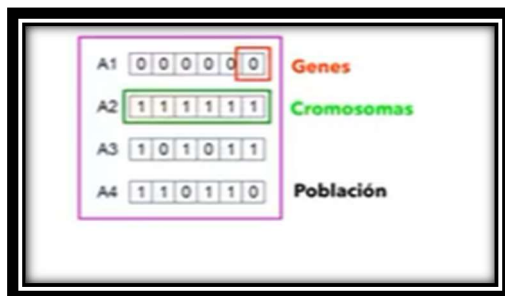 A1 0 0 0 0 0 0 Genes
A2 1 1 1 1 1 1 Cromosomas
A3 1 0 1 0 1 1
A4 1 1 0 1 1 0 Población